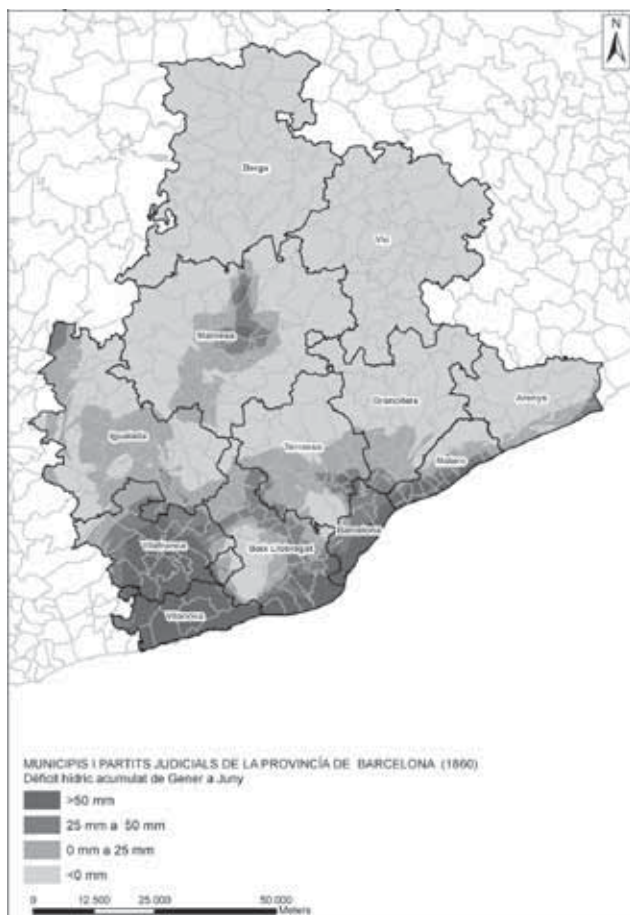 N
Berga
Vic
Manresa
Granollers
Arenys
Igualada
Terrassa
Mataró
Barcelona
Vilafranca
Baix Llobregat
Vilanova
MUNICIPIS I PARTITS JUDICIALS DE LA PROVINCÍA DE BARCELONA (1860)
Dèficit hídric acumulat de Gener a Juny
>50 mm
25 mm a 50 mm
0 mm a 25 mm
<0 mm
0 12.500 25.000 50.000
Meters